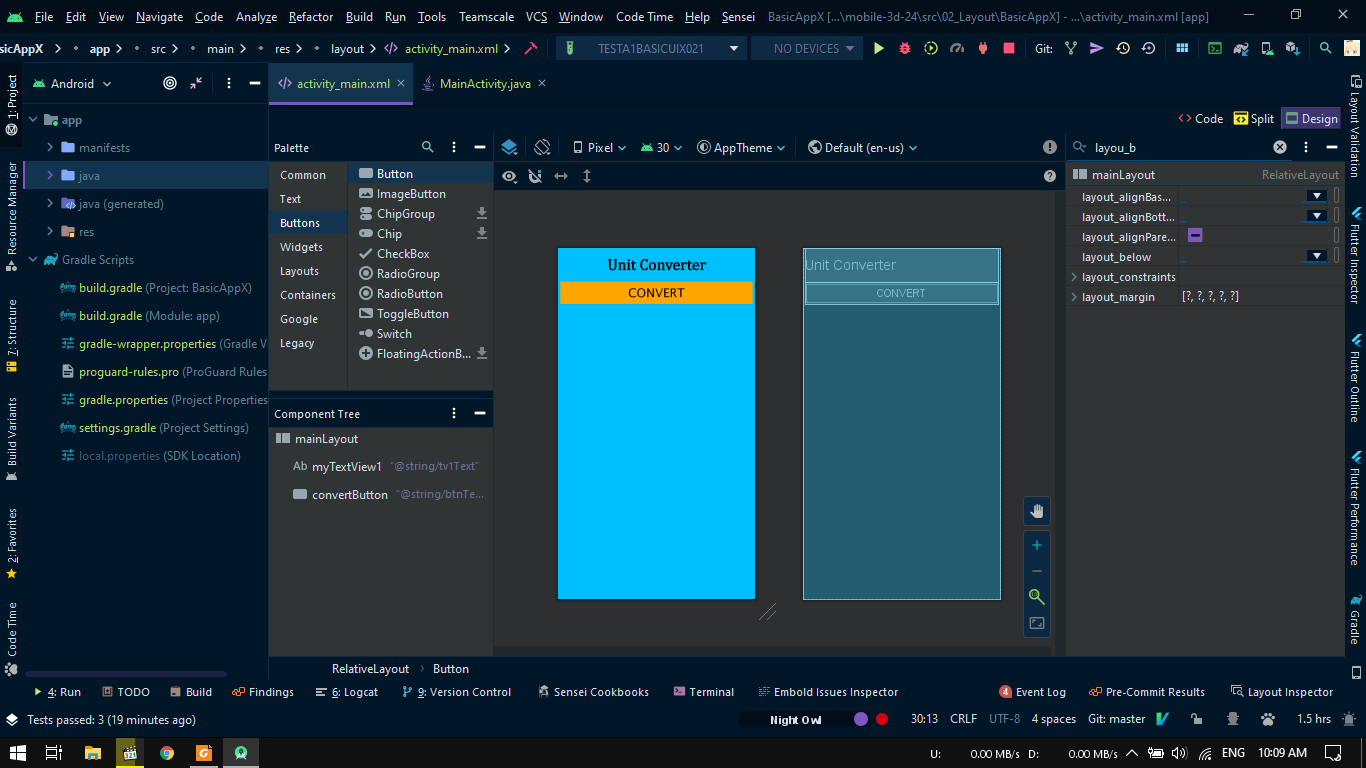 File Edit View Navigate Code Analyze Refactor Build Run Tools Teamscale VCS Window Code Time Help Sensei BasicAppX [...\mobile-3d-24\src\02_Layout\BasicAppX] - ...\activity_main.xml [app]
sicAppX app src main res layout activity_main.xml TESTA1BASICUIX021 NO DEVICES Git:
Android
activity_main.xml
MainActivity.java
Code Split Design
1: Project
Resource Manager
7: Structure
Build Variants
2: Favorites
Code Time
app
manifests
java
java (generated)
res
Gradle Scripts
build.gradle (Project: BasicAppX)
build.gradle (Module: app)
gradle-wrapper.properties (Gradle V
proguard-rules.pro (ProGuard Rules
gradle.properties (Project Properties
settings.gradle (Project Settings)
local.properties (SDK Location)
Palette
Common
Text
Buttons
Widgets
Layouts
Containers
Google
Legacy
Button
ImageButton
ChipGroup
Chip
CheckBox
RadioGroup
RadioButton
ToggleButton
Switch
FloatingActionB...
Component Tree
mainLayout
Ab myTextView1 "@string/tv1Text"
convertButton "@string/btnTe...
Pixel 30 AppTheme Default (en-us)
Unit Converter
CONVERT
Unit Converter
CONVERT
layou_b
mainLayout RelativeLayout
layout_alignBas...
layout_alignBott...
layout_alignPare...
layout_below
layout_constraints
layout_margin [?, ?, ?, ?, ?]
Layout Validation
Flutter Inspector
Flutter Outline
Flutter Performance
Gradle
RelativeLayout Button
4: Run TODO Build Findings 6: Logcat 9: Version Control Sensei Cookbooks Terminal Embold Issues Inspector 4 Event Log Pre-Commit Results Layout Inspector
Tests passed: 3 (19 minutes ago) Night Owl 30:13 CRLF UTF-8 4 spaces Git: master 1.5 hrs
321 U: 0.00 MB/s D: 0.00 MB/s ENG 10:09 AM